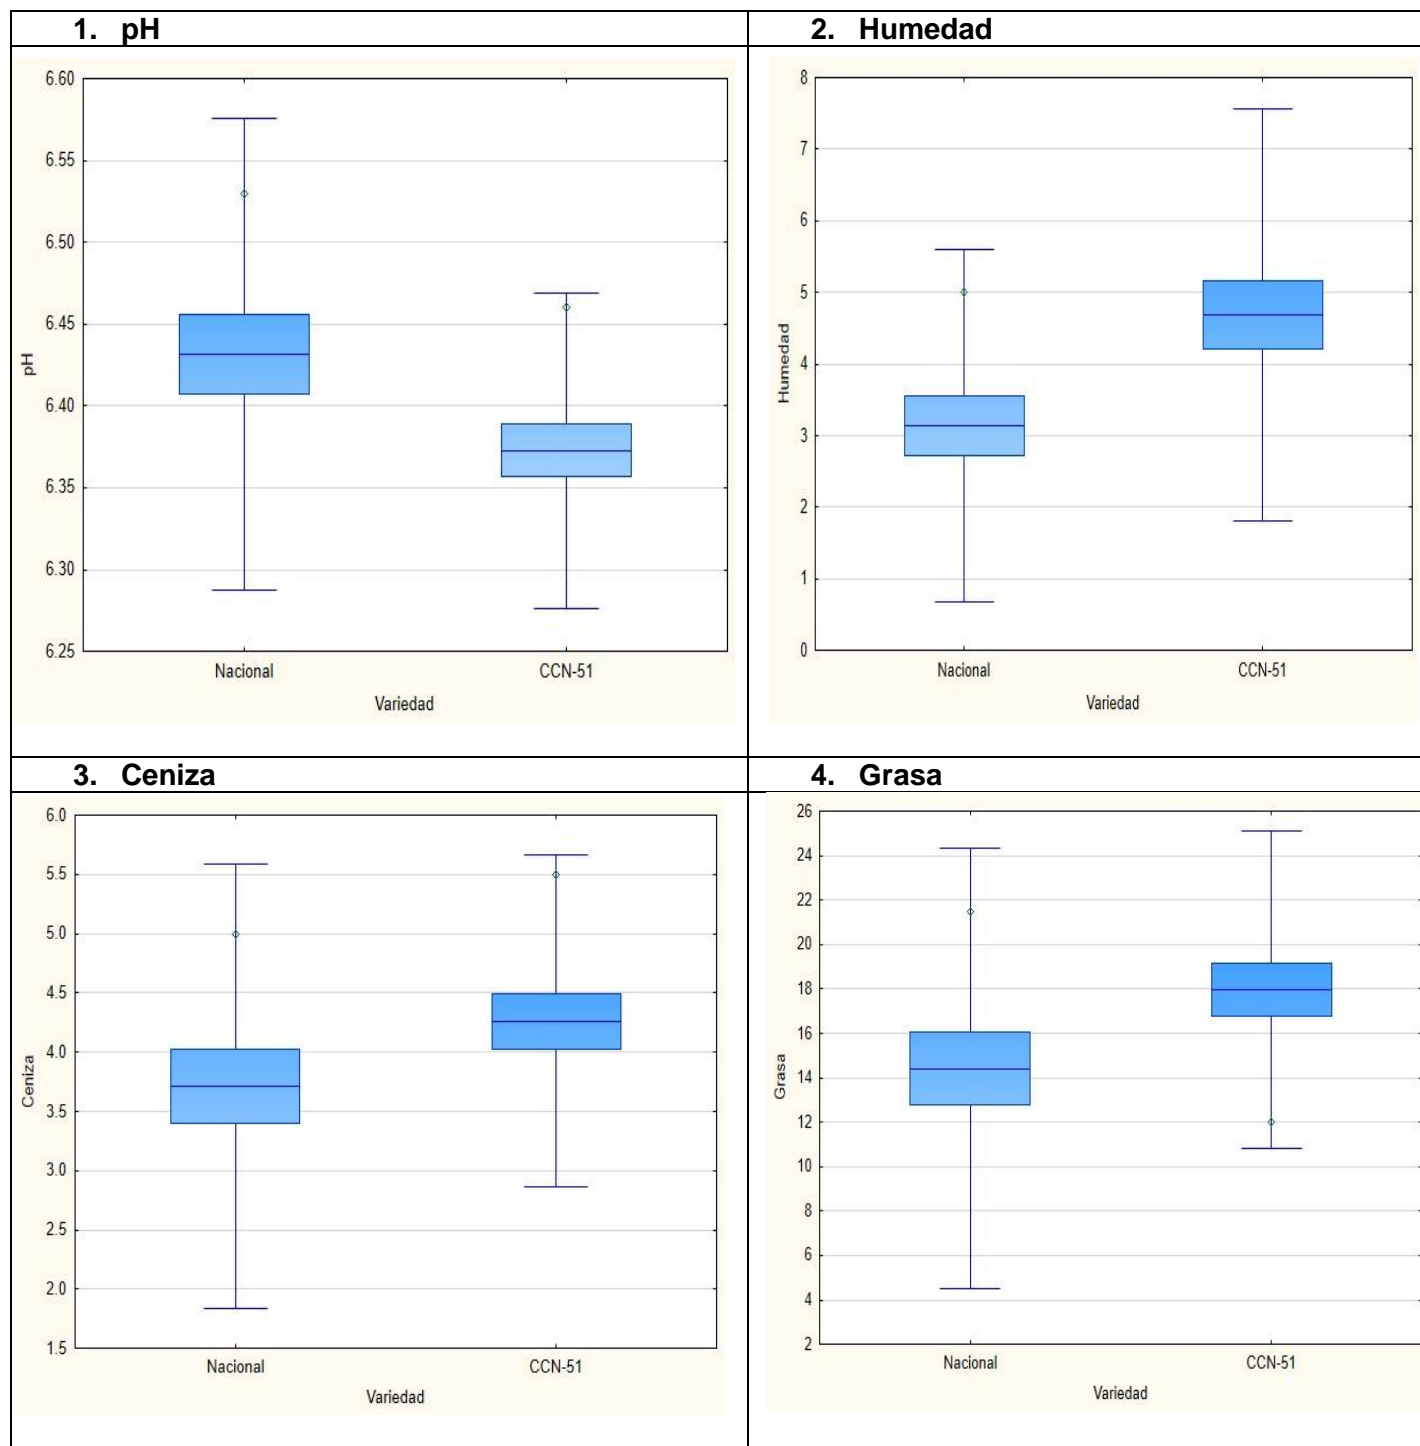 1. pH
2. Humedad
6.60
6.55
6.50
6.45
6.40
6.35
6.30
6.25
pH
Nacional CCN-51
Variedad
8
7
6
5
4
3
2
1
0
Humedad
Nacional CCN-51
Variedad
3. Ceniza
4. Grasa
6.0
5.5
5.0
4.5
4.0
3.5
3.0
2.5
2.0
1.5
Ceniza
Nacional CCN-51
Variedad
26
24
22
20
18
16
14
12
10
8
6
4
2
Grasa
Nacional CCN-51
Variedad